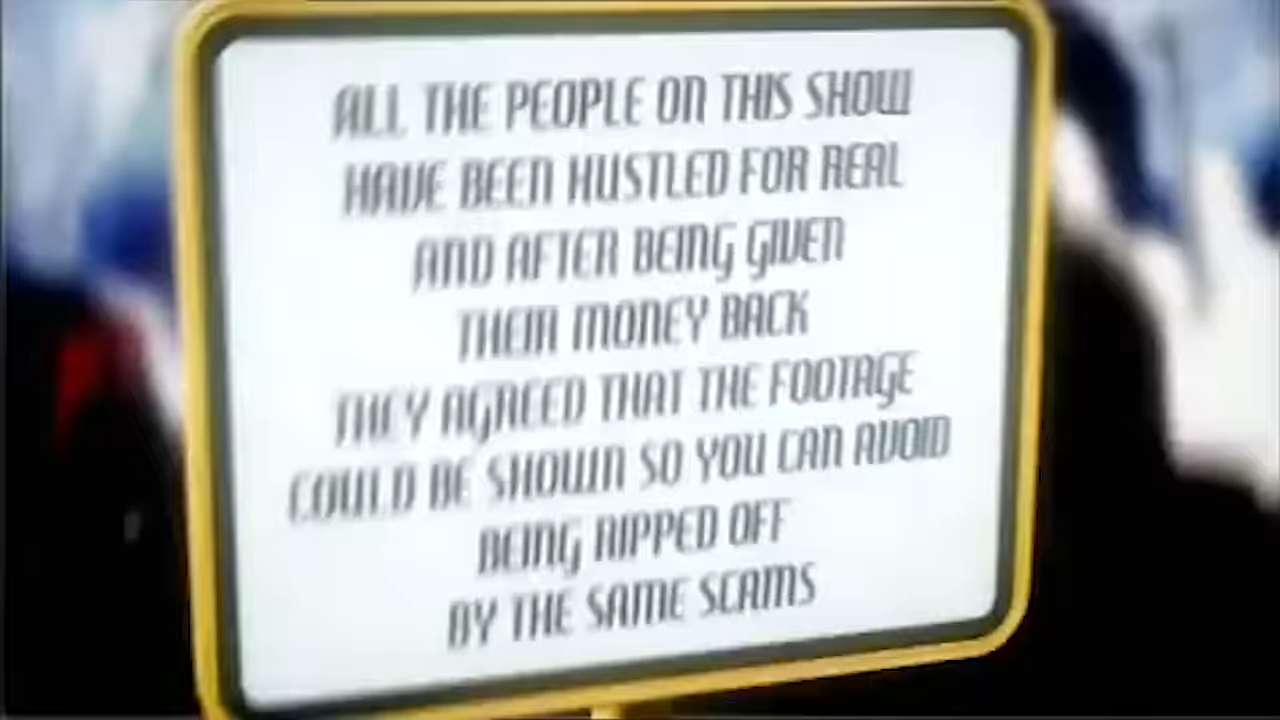 ALL THE PEOPLE ON THIS SHOW
HAVE BEEN HUSTLED FOR REAL
AND AFTER BEING GIVEN
THEIR MONEY BACK
THEY AGREED THAT THE FOOTAGE
COULD BE SHOWN SO YOU CAN AVOID
BEING RIPPED OFF
BY THE SAME SCAMS